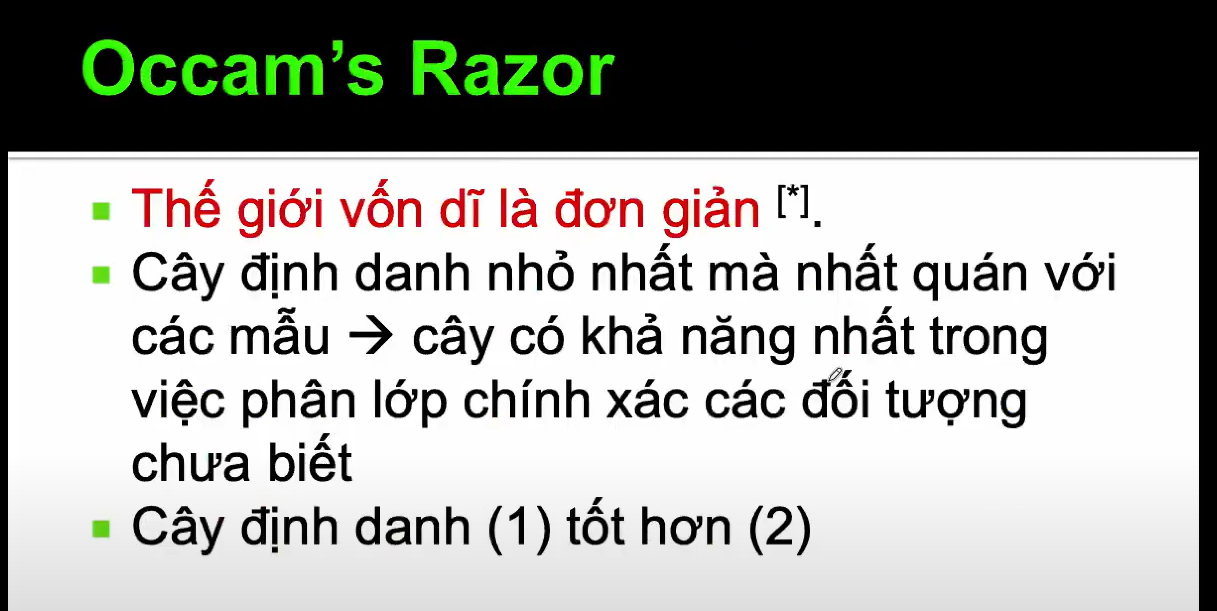 Occam's Razor
Thế giới vốn dĩ là đơn giản [*].
Cây định danh nhỏ nhất mà nhất quán với
các mẫu → cây có khả năng nhất trong
việc phân lớp chính xác các đối tượng
chưa biết
Cây định danh (1) tốt hơn (2)